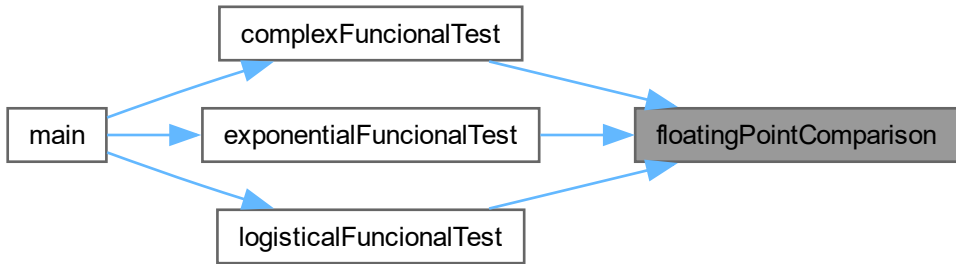 complexFuncionalTest
main
exponentialFuncionalTest
floatingPointComparison
logisticalFuncionalTest